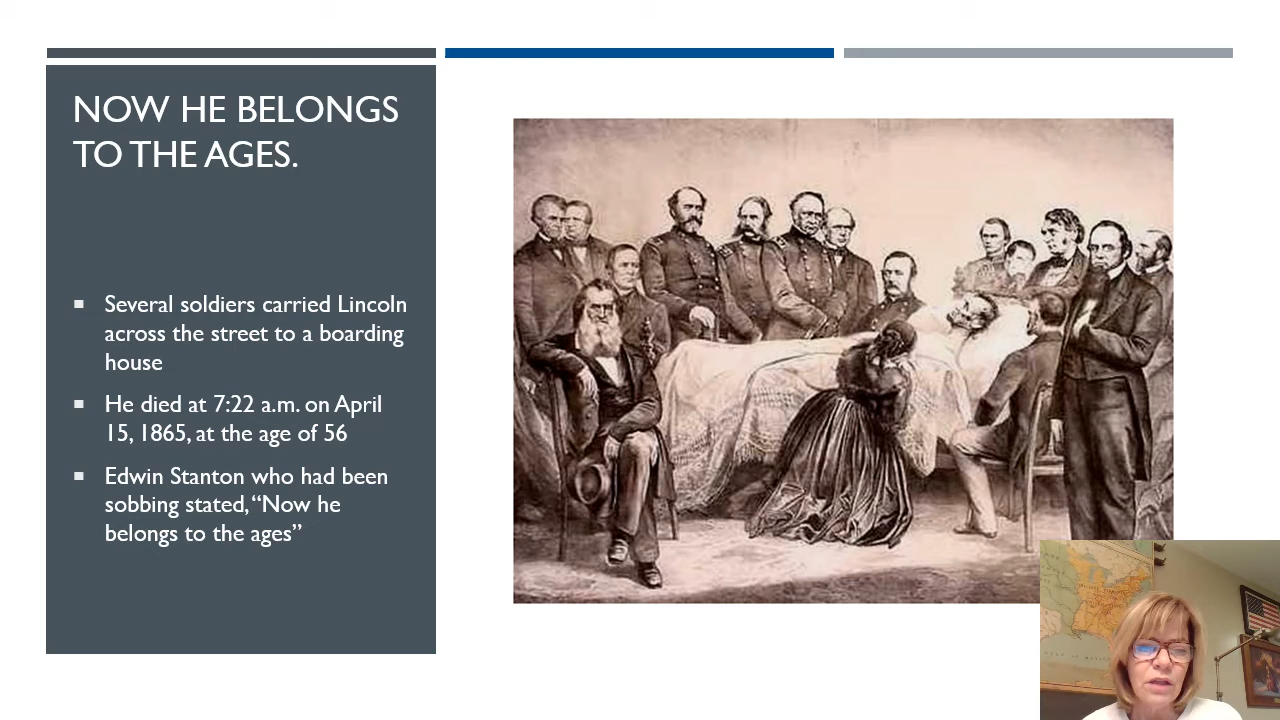 NOW HE BELONGS
TO THE AGES.
Several soldiers carried Lincoln
across the street to a boarding
house
He died at 7:22 a.m. on April
15, 1865, at the age of 56
Edwin Stanton who had been
sobbing stated, “Now he
belongs to the ages”